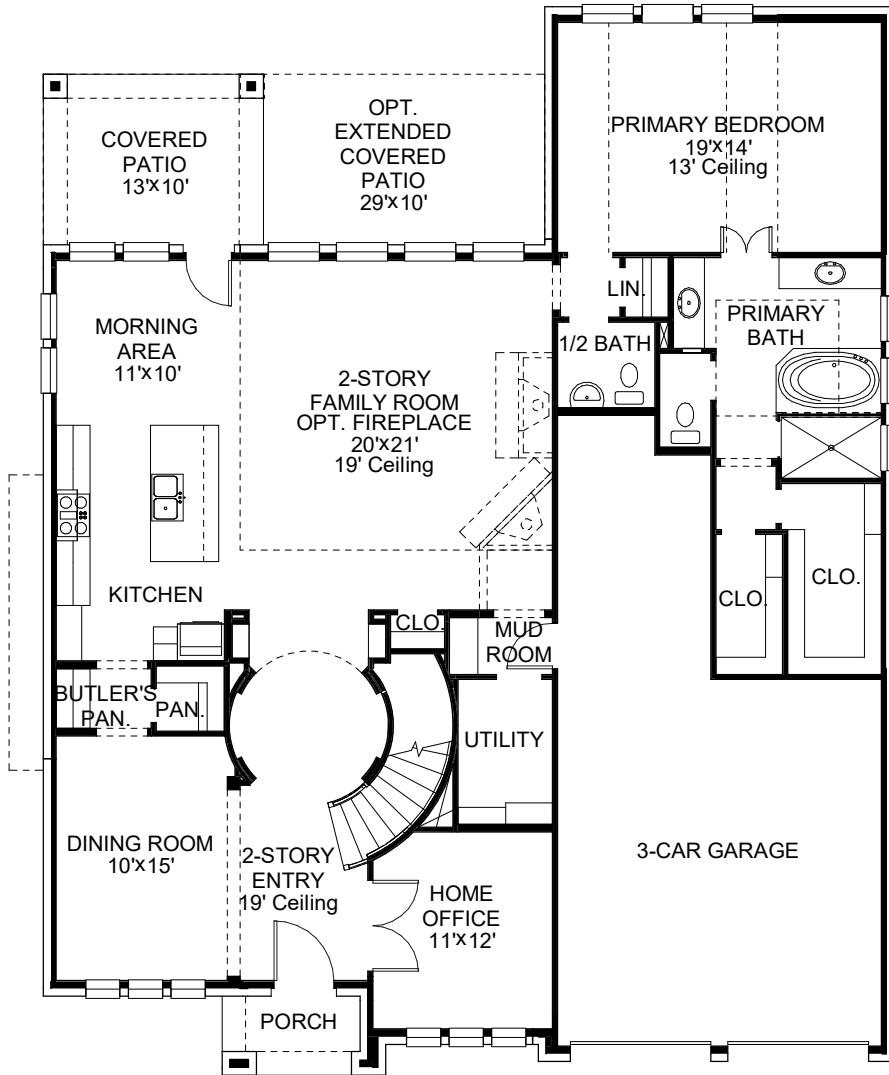 COVERED
PATIO
13'x10'
OPT.
EXTENDED
COVERED
PATIO
29'x10'
PRIMARY BEDROOM
19'x14'
13' Ceiling
LIN.
PRIMARY
BATH
1/2 BATH
MORNING
AREA
11'x10'
2-STORY
FAMILY ROOM
OPT. FIREPLACE
20'x21'
19' Ceiling
KITCHEN
CLO.
MUD
ROOM
CLO.
CLO.
BUTLER'S
PAN.
PAN.
UTILITY
DINING ROOM
10'x15'
2-STORY
ENTRY
19' Ceiling
HOME
OFFICE
11'x12'
3-CAR GARAGE
PORCH